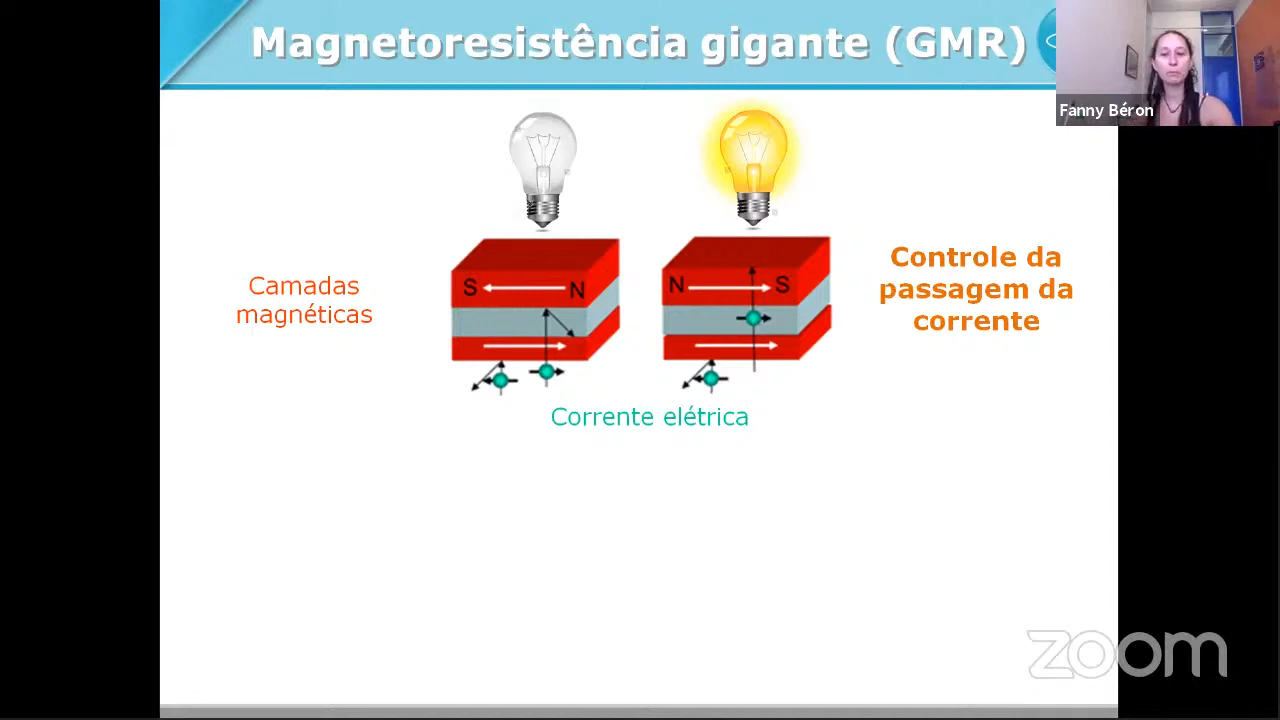 Magnetoresistência gigante (GMR)
Fanny Béron
Camadas
magnéticas
S
N
N
S
Controle da
passagem da
corrente
Corrente elétrica
zoom